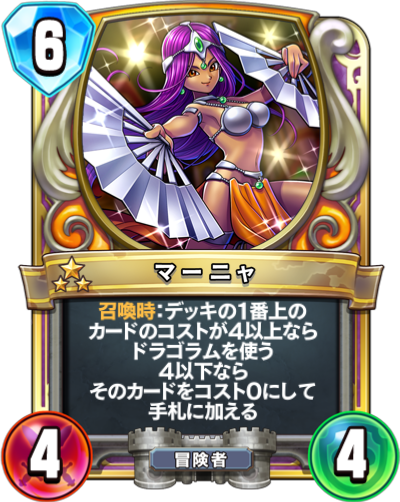 6
マーニャ
召喚時:デッキの1番上の
カードのコストが4以上なら
ドラゴラムを使う
4以下なら
そのカードをコスト0にして
手札に加える
4
冒険者
4